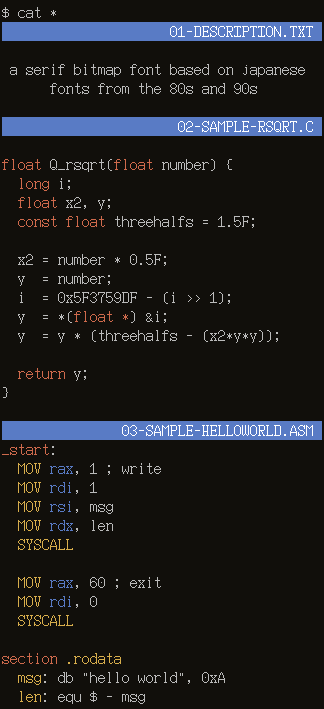 $ cat *
01-DESCRIPTION.TXT
a serif bitmap font based on japanese
fonts from the 80s and 90s
02-SAMPLE-RSQRT.C
float Q_rsqrt(float number) {
  long i;
  float x2, y;
  const float threehalfs = 1.5F;
  x2 = number * 0.5F;
  y  = number;
  i  = 0x5F3759DF - (i >> 1);
  y  = *(float *) &i;
  y  = y * (threehalfs - (x2*y*y));
  return y;
}
03-SAMPLE-HELLOWORLD.ASM
_start:
  MOV rax, 1 ; write
  MOV rdi, 1
  MOV rsi, msg
  MOV rdx, len
  SYSCALL
  MOV rax, 60 ; exit
  MOV rdi, 0
  SYSCALL
section .rodata
  msg: db "hello world", 0xA
  len: equ $ - msg